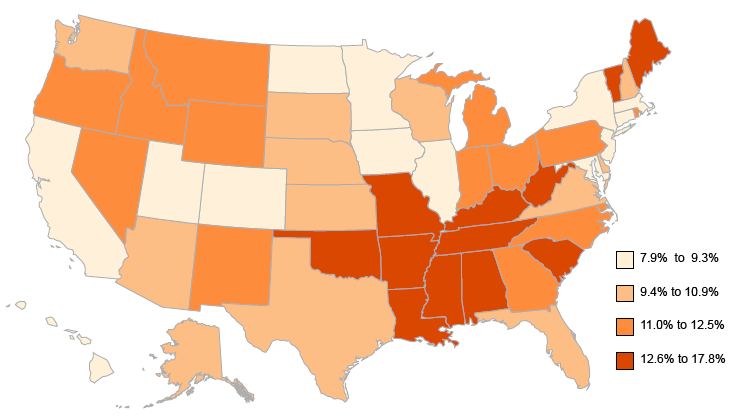 7.9% to 9.3%
9.4% to 10.9%
11.0% to 12.5%
12.6% to 17.8%